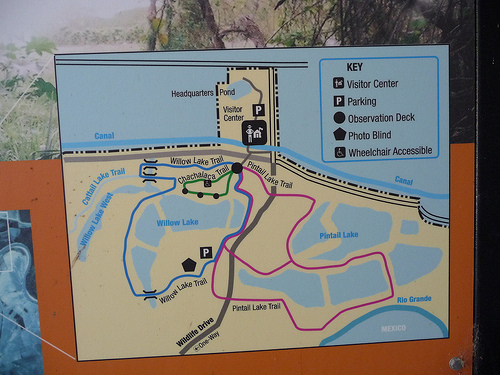 KEY
Visitor Center
P Parking
Observation Deck
Photo Blind
Wheelchair Accessible
Headquarters Pond
Visitor
Center
P
Canal
Willow Lake Trail
Pintail Lake Trail
Chachalaca Trail
Cattail Lake Trail
Willow Lake West
Canal
Willow Lake
Pintail Lake
P
Willow Lake Trail
Pintail Lake Trail
Rio Grande
MEXICO
Wildlife Drive
One-Way